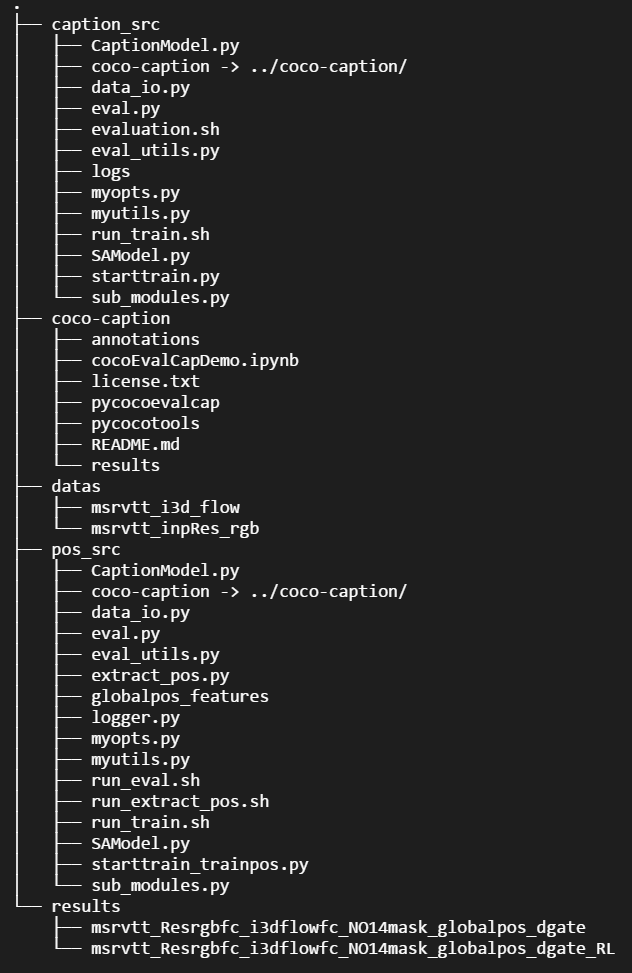 .
├── caption_src
│   ├── CaptionModel.py
│   ├── coco-caption -> ../coco-caption/
│   ├── data_io.py
│   ├── eval.py
│   ├── evaluation.sh
│   ├── eval_utils.py
│   ├── logs
│   ├── myopts.py
│   ├── myutils.py
│   ├── run_train.sh
│   ├── SAModel.py
│   ├── starttrain.py
│   └── sub_modules.py
├── coco-caption
│   ├── annotations
│   ├── cocoEvalCapDemo.ipynb
│   ├── license.txt
│   ├── pycocoevalcap
│   ├── pycocotools
│   ├── README.md
│   └── results
├── datas
│   ├── msrvtt_i3d_flow
│   └── msrvtt_inpRes_rgb
├── pos_src
│   ├── CaptionModel.py
│   ├── coco-caption -> ../coco-caption/
│   ├── data_io.py
│   ├── eval.py
│   ├── eval_utils.py
│   ├── extract_pos.py
│   ├── globalpos_features
│   ├── logger.py
│   ├── myopts.py
│   ├── myutils.py
│   ├── run_eval.sh
│   ├── run_extract_pos.sh
│   ├── run_train.sh
│   ├── SAModel.py
│   ├── starttrain_trainpos.py
│   └── sub_modules.py
└── results
    ├── msrvtt_Resrgbfc_i3dflowfc_NO14mask_globalpos_dgate
    └── msrvtt_Resrgbfc_i3dflowfc_NO14mask_globalpos_dgate_RL